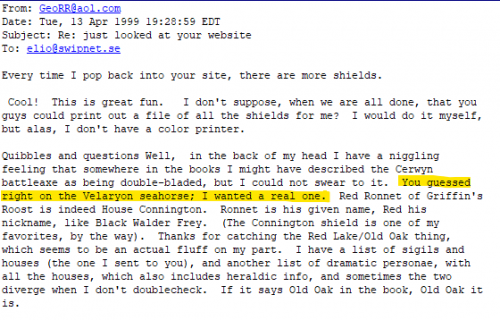 From: GeoRR@aol.com
Date: Tue, 13 Apr 1999 19:28:59 EDT
Subject: Re: just looked at your website
To: elio@swipnet.se
Every time I pop back into your site, there are more shields.
Cool! This is great fun. I don't suppose, when we are all done, that you
guys could print out a file of all the shields for me? I would do it myself,
but alas, I don't have a color printer.
Quibbles and questions Well, in the back of my head I have a niggling
feeling that somewhere in the books I might have described the Cerwyn
battleaxe as being double-bladed, but I could not swear to it. You guessed
right on the Velaryon seahorse; I wanted a real one. Red Ronnet of Griffin's
Roost is indeed House Connington. Ronnet is his given name, Red his
nickname, like Black Walder Frey. (The Connington shield is one of my
favorites, by the way). Thanks for catching the Red Lake/Old Oak thing,
which seems to be an actual fluff on my part. I have a list of sigils and
houses (the one I sent to you), and another list of dramatic personae, with
all the houses, which also includes heraldic info, and sometimes the two
diverge when I don't doublecheck. If it says Old Oak in the book, Old Oak it
is.